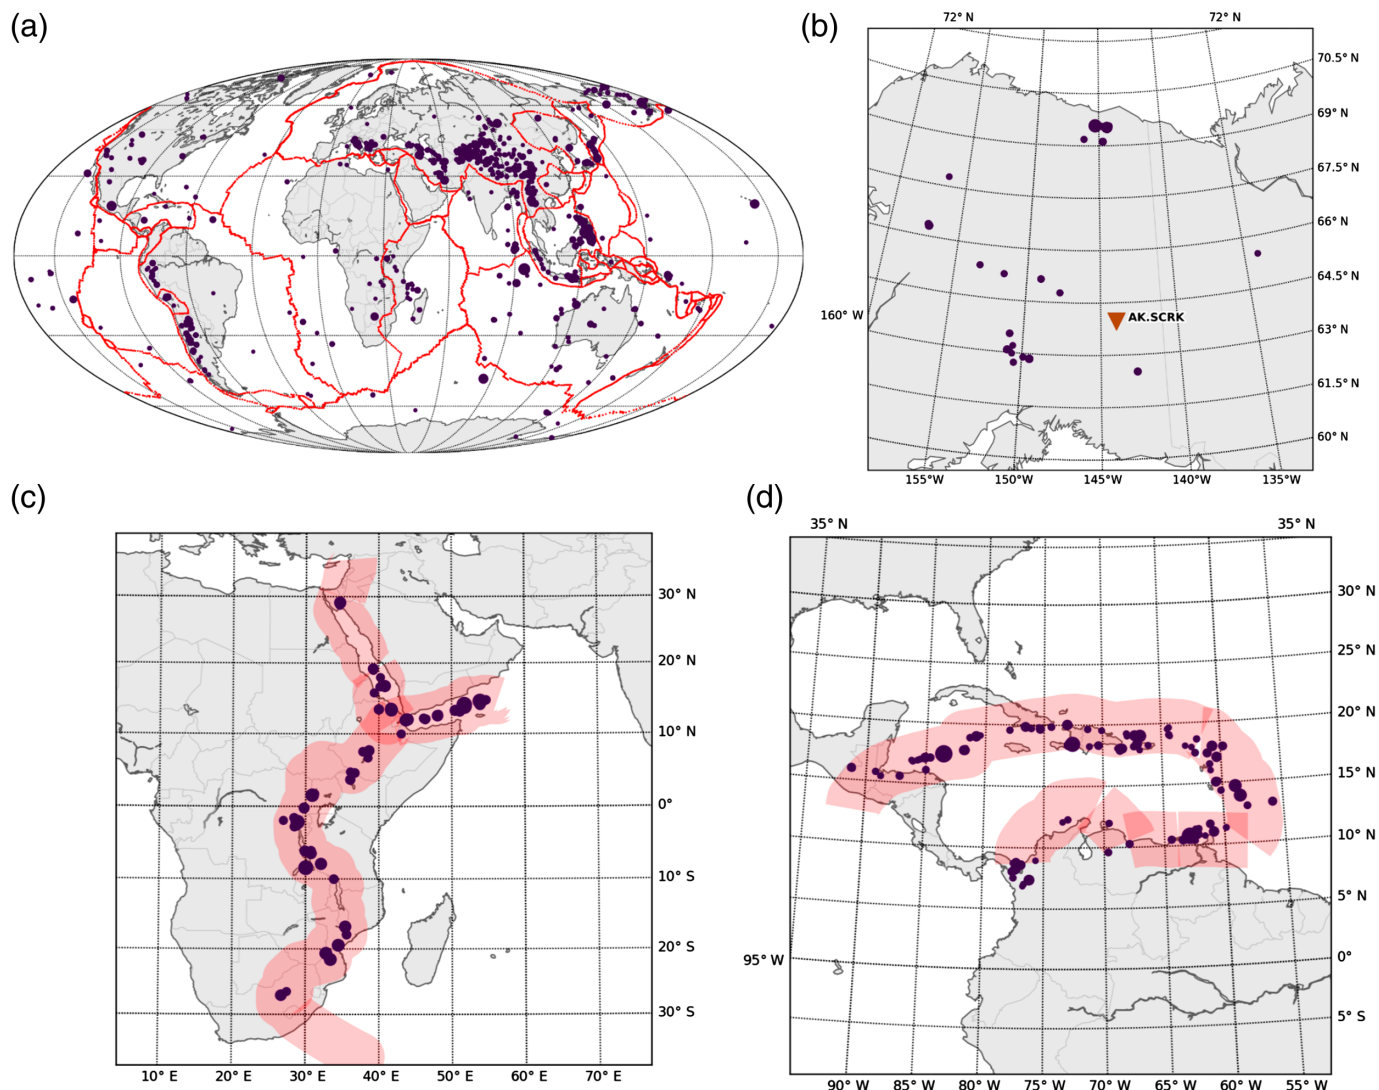 (a)
(b)
72° N 72° N
70.5° N
69° N
67.5° N
66° N
64.5° N
160° W
AK.SCRK
63° N
61.5° N
60° N
155°W 150°W 145°W 140°W 135°W
(c)
30° N
20° N
10° N
0°
10° S
20° S
30° S
10° E 20° E 30° E 40° E 50° E 60° E 70° E
(d)
35° N 35° N
30° N
25° N
20° N
15° N
10° N
5° N
95° W
0°
5° S
90° W 85° W 80° W 75° W 70° W 65° W 60° W 55° W